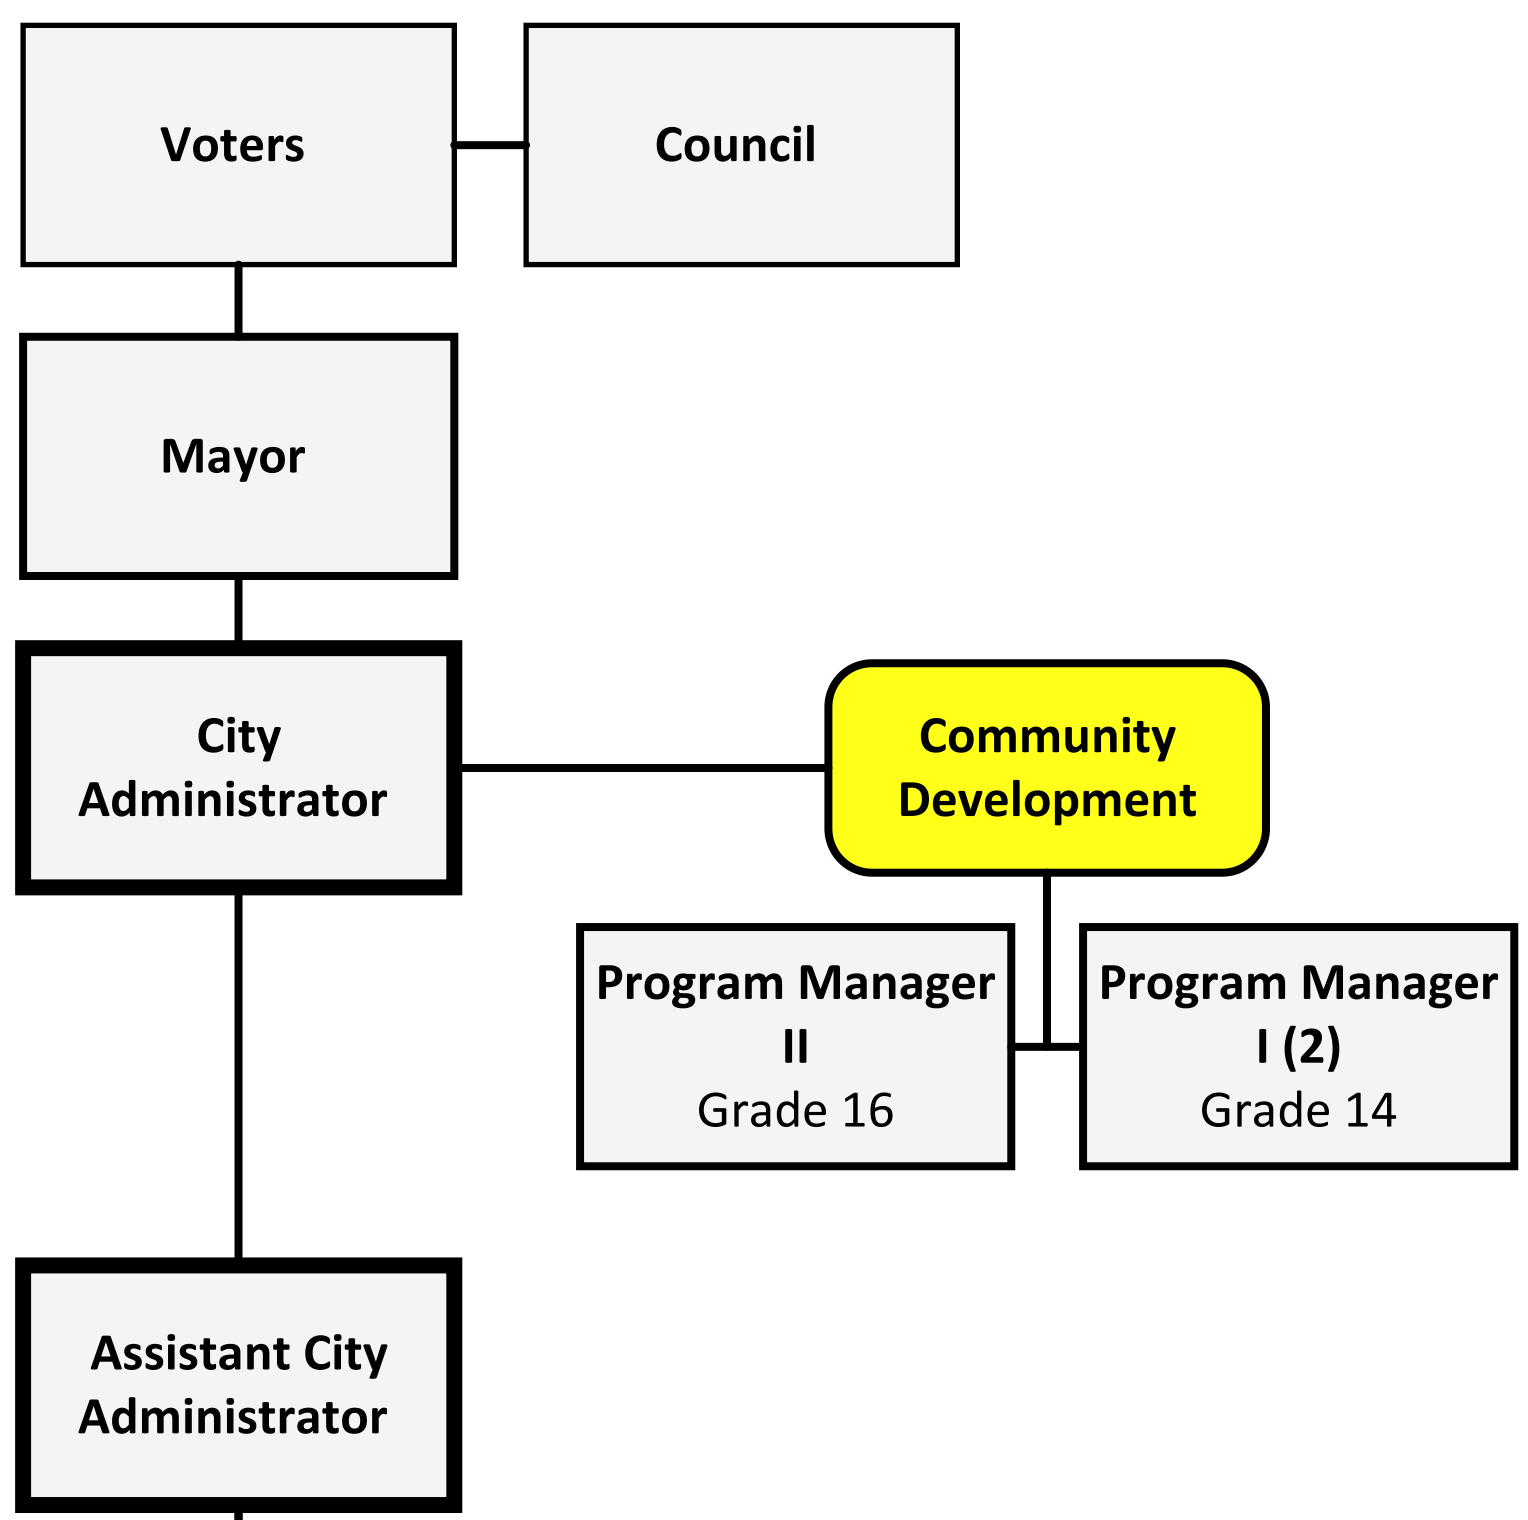 Voters
Council
Mayor
City
Administrator
Community
Development
Program Manager
II
Grade 16
Program Manager
I (2)
Grade 14
Assistant City
Administrator